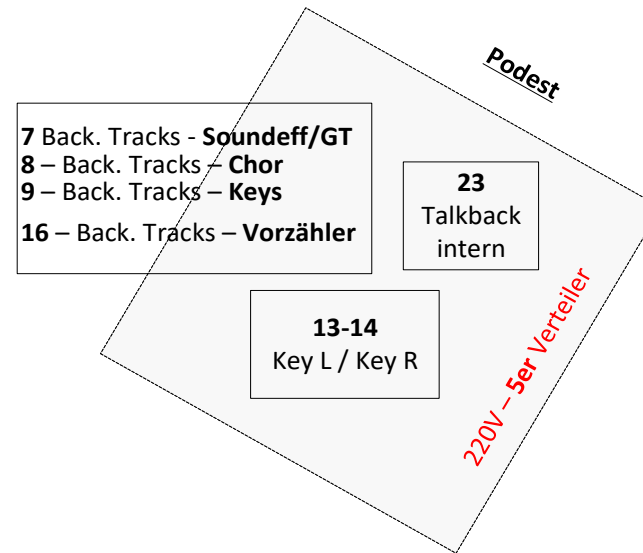 Podest
7 Back. Tracks - Soundeff/GT
8 – Back. Tracks – Chor
9 – Back. Tracks – Keys
16 – Back. Tracks – Vorzähler
23
Talkback
intern
13-14
Key L / Key R
220V – 5er Verteiler